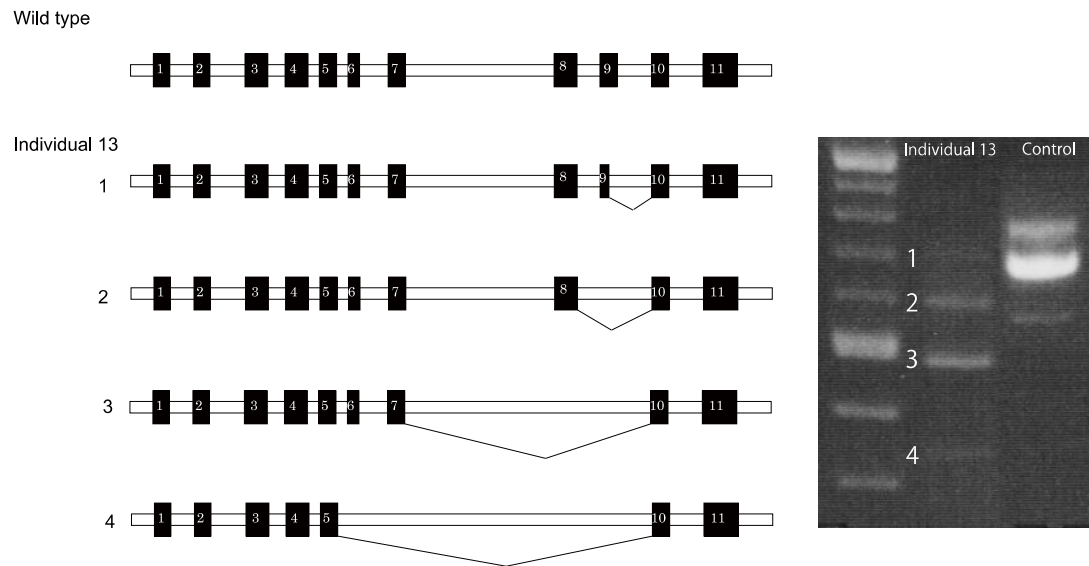 Wild type
1 2 3 4 5 6 7 8 9 10 11
Individual 13
1
1 2 3 4 5 6 7 8 9 10 11
2
1 2 3 4 5 6 7 8 10 11
3
1 2 3 4 5 6 7 10 11
4
1 2 3 4 5 10 11
Individual 13 Control
1
2
3
4